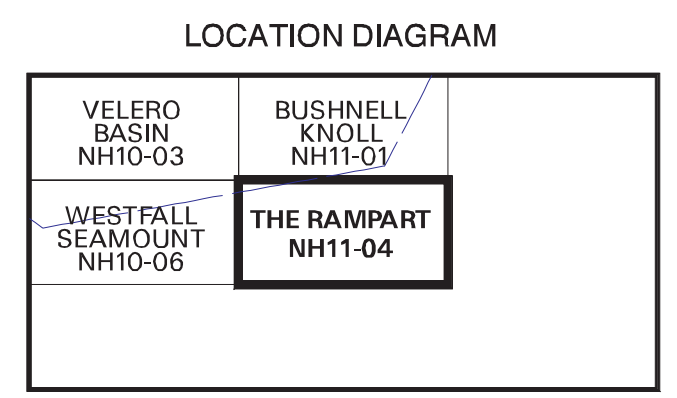 LOCATION DIAGRAM
VELERO
BASIN
NH10-03
BUSHNELL
KNOLL
NH11-01
WESTFALL
SEAMOUNT
NH10-06
THE RAMPART
NH11-04